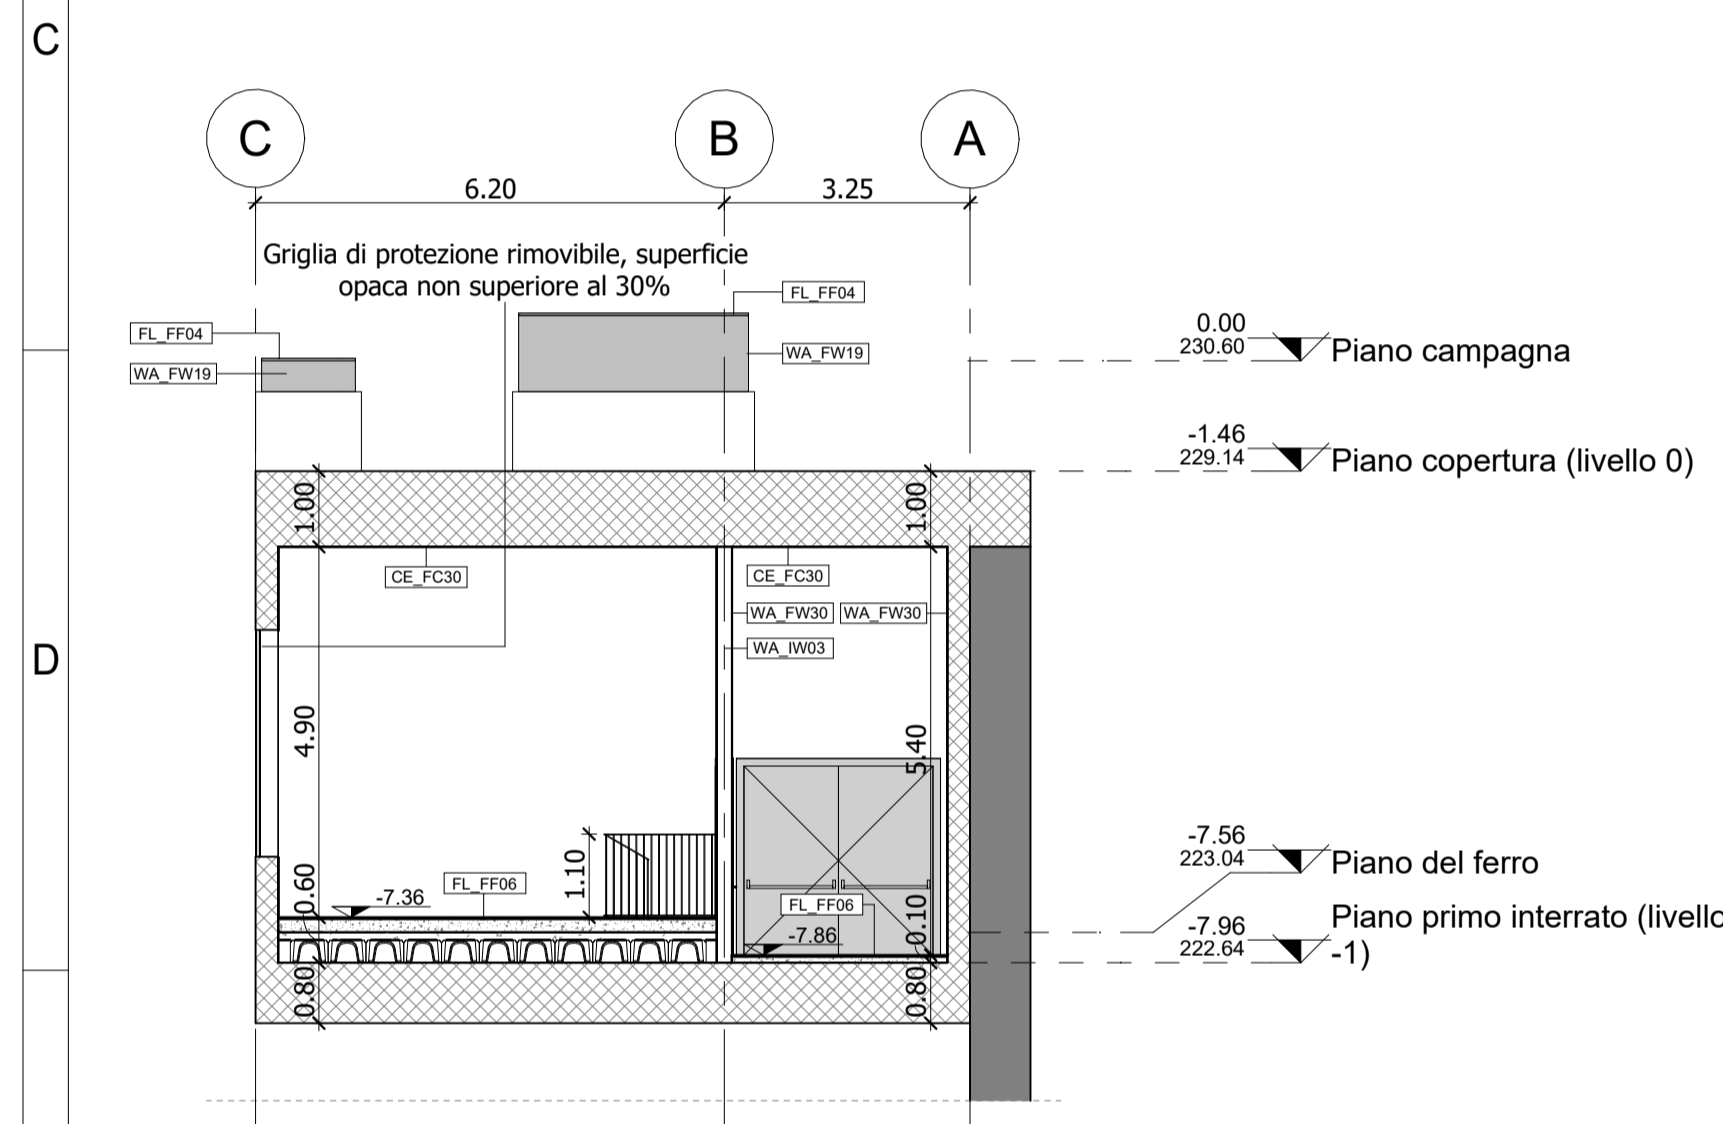 C
C
B
A
6.20
3.25
Griglia di protezione rimovibile, superficie
opaca non superiore al 30%
FL_FF04
FL_FF04
WA_FW19
WA_FW19
0.00
230.60
Piano campagna
-1.46
229.14
Piano copertura (livello 0)
1.00
1.00
CE_FC30
CE_FC30
WA_FW30
WA_FW30
WA_IW03
D
4.90
5.40
-7.56
223.04
Piano del ferro
1.10
0.60
FL_FF06
-7.36
FL_FF06
0.10
-7.86
-7.96
222.64
Piano primo interrato (livello
-1)
0.80
0.80